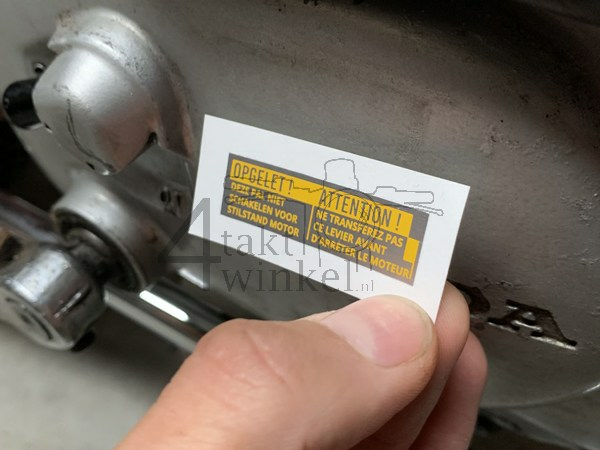 OPGELET!
DEZE PAL NIET
SCHAKELEN VOOR
STILSTAND MOTOR
ATTENTION !
NE TRANSFEREZ PAS
CE LEVIER AVANT
D'ARRETER LE MOTEUR
4takt
winkel.nl